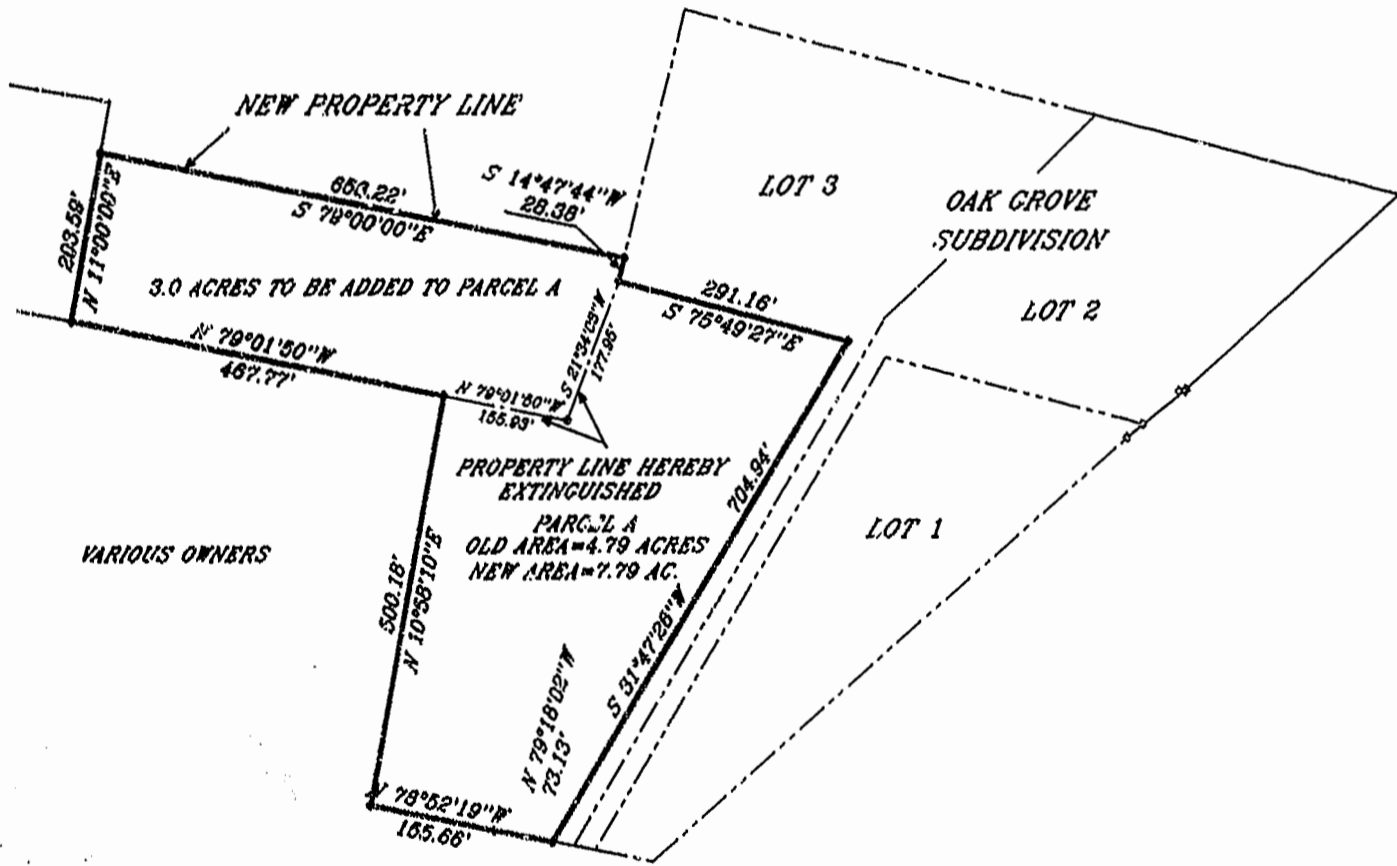 NEW PROPERTY LINE
S 14°47'44"W
28.38'
LOT 3
OAK GROVE
SUBDIVISION
LOT 2
S 79°00'00"E
203.59'
N 11°00'00"E
3.0 ACRES TO BE ADDED TO PARCEL A
291.16'
S 75°49'27"E
N 79°01'50"W
467.77'
S 21°34'09"W
177.95'
N 79°01'50"W
155.93'
PROPERTY LINE HEREBY
EXTINGUISHED
PARCEL A
OLD AREA=4.79 ACRES
NEW AREA=7.79 AC.
704.94'
S 31°47'26"W
LOT 1
VARIOUS OWNERS
500.18'
N 10°58'10"E
N 79°18'02"W
73.13'
N 78°52'19"W
155.66'